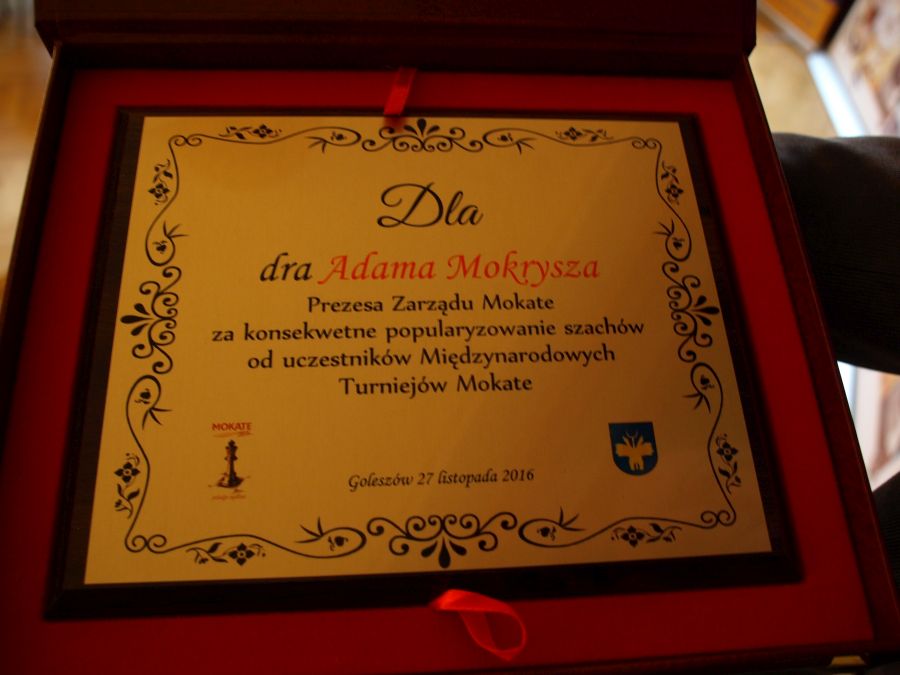 Dla
dra Adama Mokrysza
Prezesa Zarządu Mokate
za konsekwetne popularyzowanie szachów
od uczestników Międzynarodowych
Turniejów Mokate
MOKATE
Goleszów 27 listopada 2016